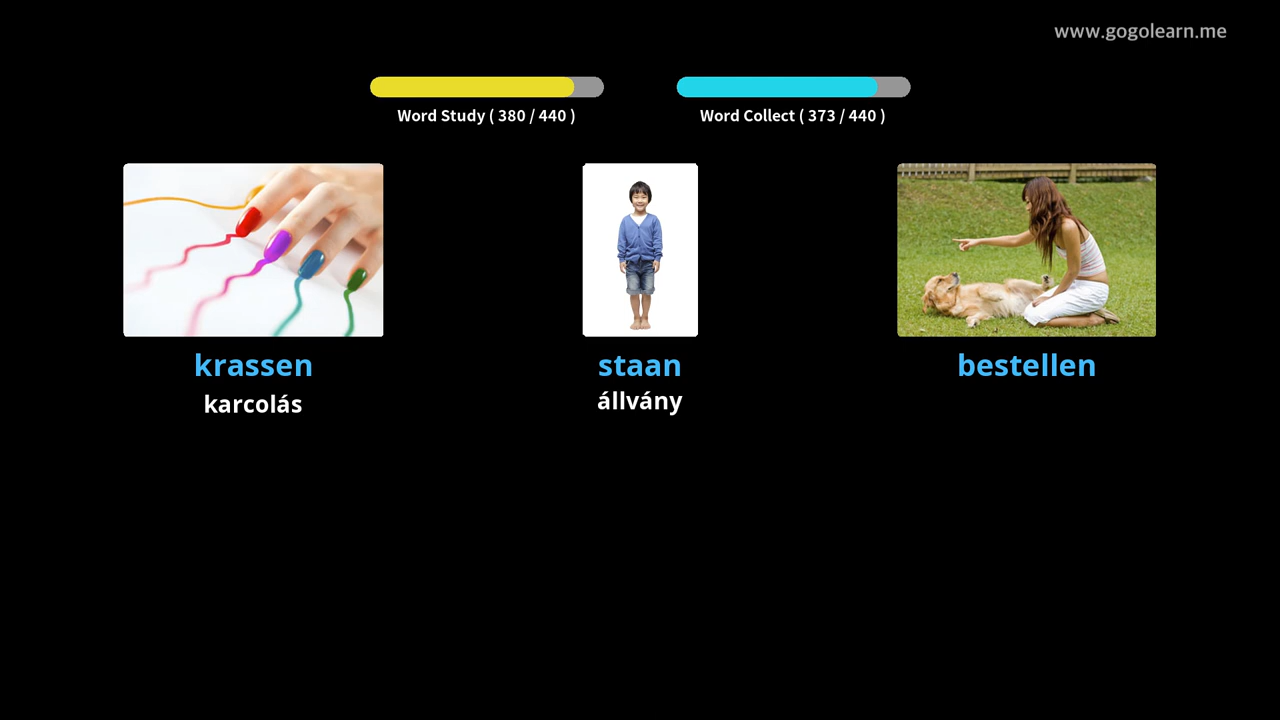 www.gogolearn.me
Word Study ( 380 / 440 )
Word Collect ( 373 / 440 )
krassen
staan
bestellen
karcolás
állvány